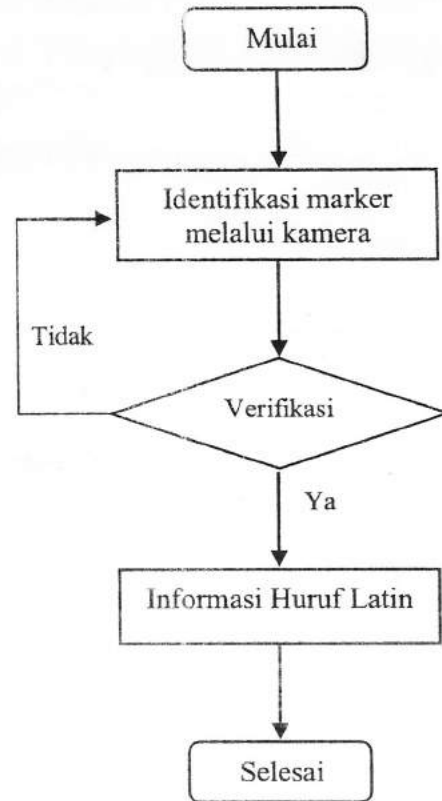 Mulai
Identifikasi marker
melalui kamera
Tidak
Verifikasi
Ya
Informasi Huruf Latin
Selesai